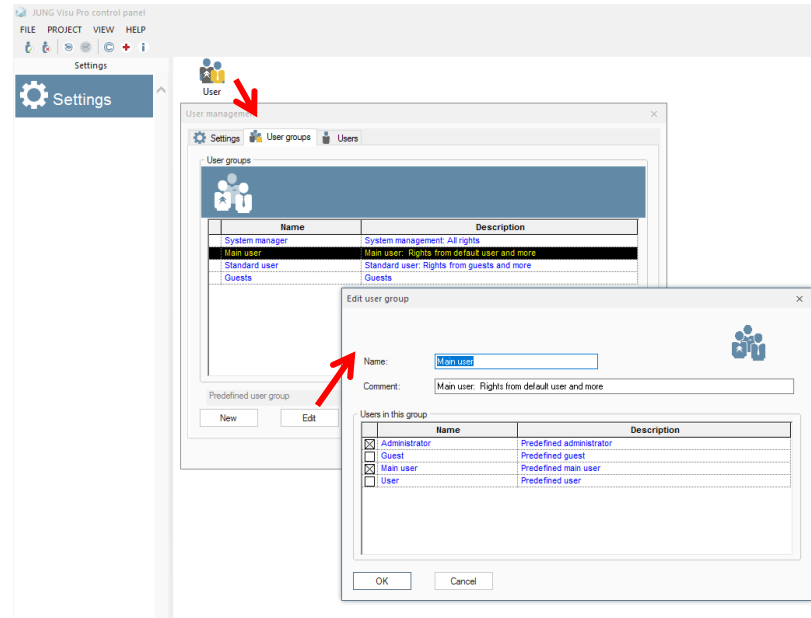 JUNG Visu Pro control panel
FILE PROJECT VIEW HELP
Settings
Settings
User
User management
Settings User groups Users
User groups
Name Description
System manager System management: All rights
Main user Main user: Rights from default user and more
Standard user Standard user: Rights from guests and more
Guests Guests
Predefined user group
New Edit
Edit user group
Name: Main user
Comment: Main user: Rights from default user and more
Users in this group
Name Description
Administrator Predefined administrator
Guest Predefined guest
Main user Predefined main user
User Predefined user
OK Cancel